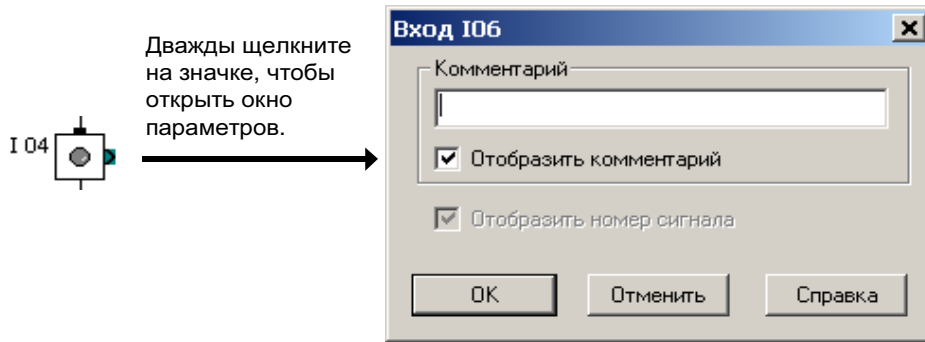 I 04
Дважды щелкните
на значке, чтобы
открыть окно
параметров.
Вход I06
Комментарий
Отобразить комментарий
Отобразить номер сигнала
OK
Отменить
Справка